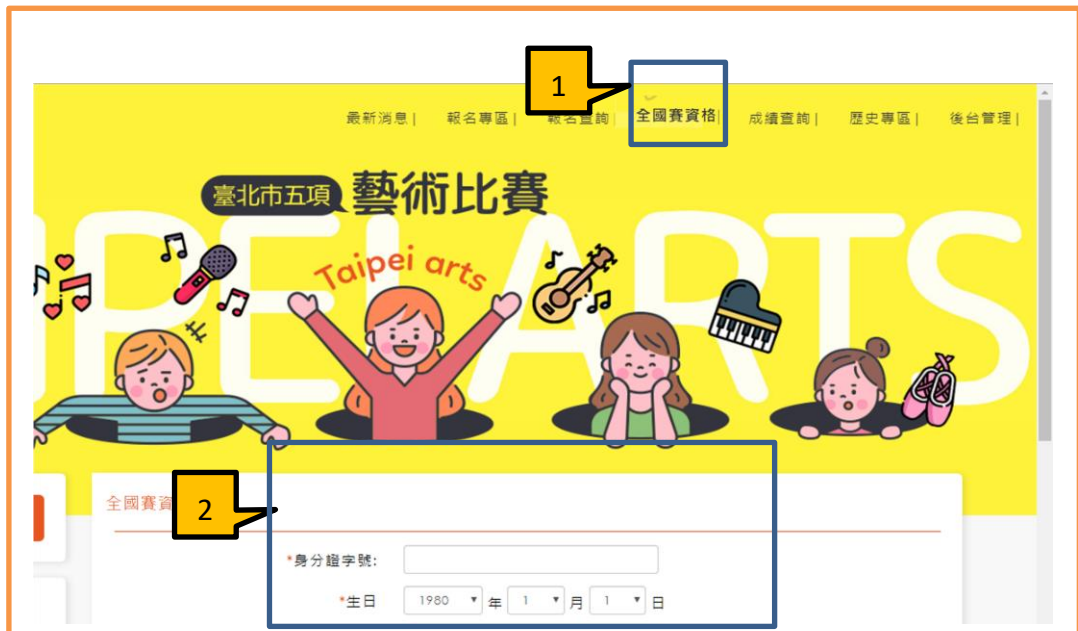 1
最新消息| 報名專區| 報名查詢| 全國賽資格| 成績查詢| 歷史專區| 後台管理|
臺北市五項 藝術比賽
PEI ARTS
Taipei arts
2
全國賽資
*身分證字號:
*生日 1980 年 1 月 1 日